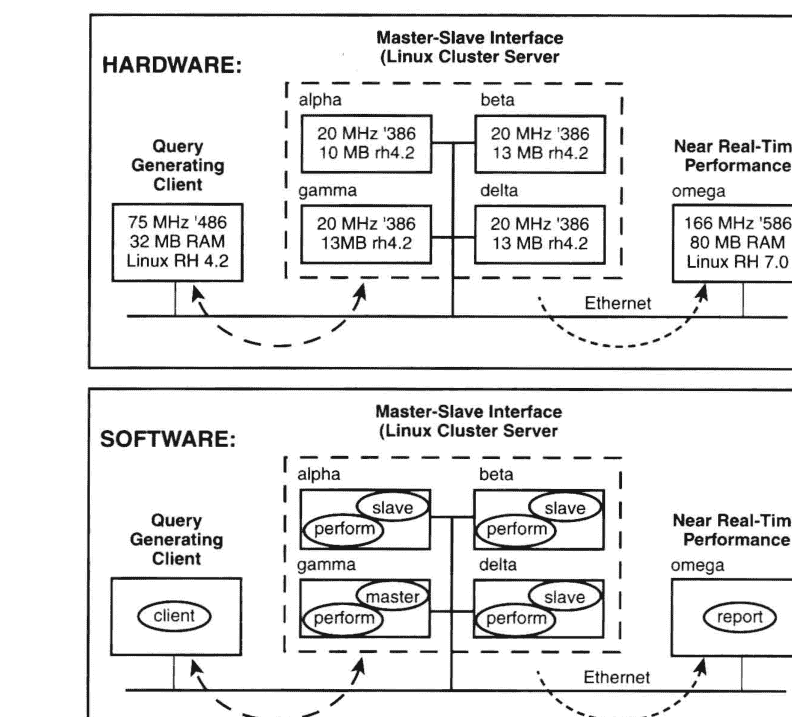 HARDWARE:
Master-Slave Interface
(Linux Cluster Server
alpha
beta
20 MHz '386
10 MB rh4.2
20 MHz '386
13 MB rh4.2
gamma
delta
20 MHz '386
13MB rh4.2
20 MHz '386
13 MB rh4.2
Query
Generating
Client
75 MHz '486
32 MB RAM
Linux RH 4.2
Near Real-Tim
Performance
omega
166 MHz '586
80 MB RAM
Linux RH 7.0
Ethernet
SOFTWARE:
Master-Slave Interface
(Linux Cluster Server
alpha
beta
slave
perform
slave
perform
gamma
delta
master
perform
slave
perform
Query
Generating
Client
client
Near Real-Tim
Performance
omega
report
Ethernet